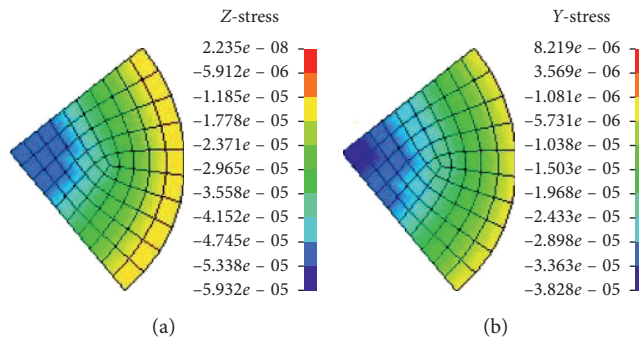 Z-stress
2.235e – 08
–5.912e – 06
–1.185e – 05
–1.778e – 05
–2.371e – 05
–2.965e – 05
–3.558e – 05
–4.152e – 05
–4.745e – 05
–5.338e – 05
–5.932e – 05
(a)
Y-stress
8.219e – 06
3.569e – 06
–1.081e – 06
–5.731e – 06
–1.038e – 05
–1.503e – 05
–1.968e – 05
–2.433e – 05
–2.898e – 05
–3.363e – 05
–3.828e – 05
(b)